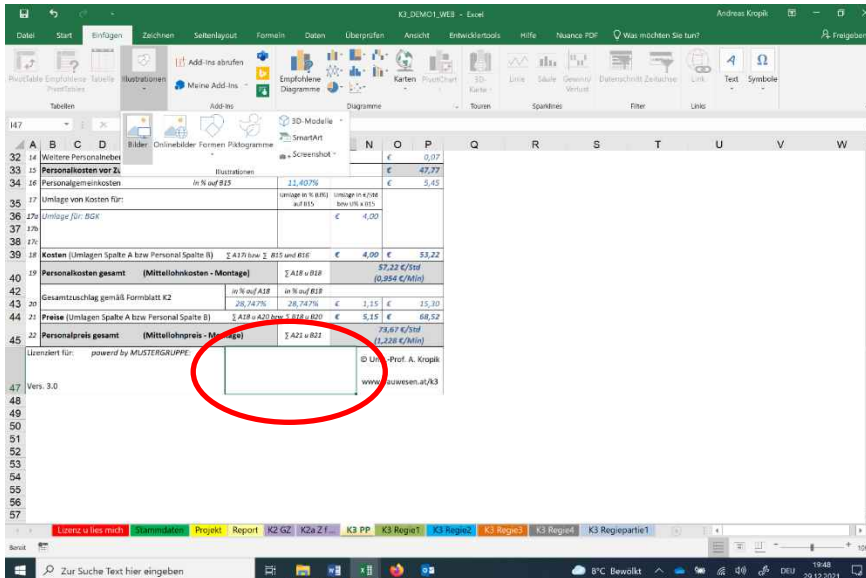 K3_DEMO1_WEB - Excel
Andreas Kropik
Datei Start Einfügen Zeichnen Seitenlayout Formeln Daten Überprüfen Ansicht Entwicklertools Hilfe Nuance PDF Was möchten Sie tun? Freigeben
PivotTable Empfohlene PivotTables Tabelle
Illustrationen
Add-Ins abrufen
Meine Add-Ins
Empfohlene Diagramme
Karten PivotChart
3D-Karte
Linie Säule Gewinn/Verlust
Datenschnitt Zeitachse
Link
Text Symbole
Tabellen Add-Ins Diagramme Touren Sparklines Filter Links
Bilder Onlinebilder Formen Piktogramme
3D-Modelle
SmartArt
Screenshot
Illustrationen
I47
A B C D N O P Q R S T U V W
32 14 Weitere Personalneben € 0,07
33 15 Personalkosten vor Zu € 47,77
34 16 Personalgemeinkosten in % auf B15 11,407% € 5,45
35 17 Umlage von Kosten für: Umlage in % auf B15 Umlage in €/Std bzw U% x B15
36 17a Umlage für: BGK € 4,00
37 17b
38 17c
39 18 Kosten (Umlagen Spalte A bzw Personal Spalte B) ∑ A17i bzw ∑ B15 und B16 € 4,00 € 53,22
40 19 Personalkosten gesamt (Mittellohnkosten - Montage) ∑ A18 u B18 57,22 €/Std
(0,954 €/Min)
42 in % auf A18 in % auf B18
43 20 Gesamtzuschlag gemäß Formblatt K2 28,747% 28,747% € 1,15 € 15,30
44 21 Preise (Umlagen Spalte A bzw Personal Spalte B) ∑ A18 u A20 bzw ∑ B18 u B20 € 5,15 € 68,52
45 22 Personalpreis gesamt (Mittellohnpreis - Montage) ∑ A21 u B21 73,67 €/Std
(1,228 €/Min)
Lizenziert für: powerd by MUSTERGRUPPE: © Univ.-Prof. A. Kropik
47 Vers. 3.0 www.bauwesen.at/k3
48
49
50
51
52
53
54
55
56
57
Lizenz u lies mich Stammdaten Projekt Report K2 GZ K2a Z f ... K3 PP K3 Regie1 K3 Regie2 K3 Regie3 K3 Regie4 K3 Regiepartie1
Bereit
Zur Suche Text hier eingeben
8°C Bewölkt
DEU
19:48
29.12.2021